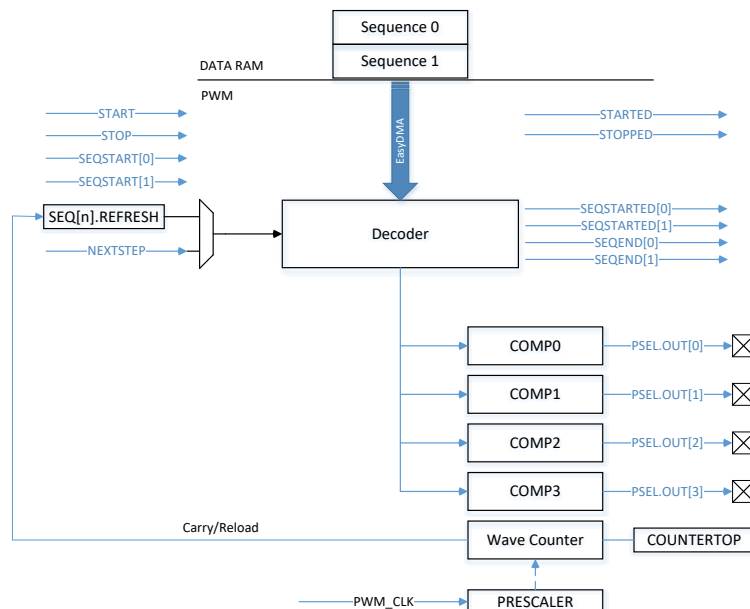 Sequence 0
Sequence 1
DATA RAM
PWM
START
STOP
SEQSTART[0]
SEQSTART[1]
EasyDMA
STARTED
STOPPED
SEQ[n].REFRESH
NEXTSTEP
Decoder
SEQSTARTED[0]
SEQSTARTED[1]
SEQEND[0]
SEQEND[1]
COMP0
PSEL.OUT[0]
COMP1
PSEL.OUT[1]
COMP2
PSEL.OUT[2]
COMP3
PSEL.OUT[3]
Carry/Reload
Wave Counter
COUNTERTOP
PWM_CLK
PRESCALER